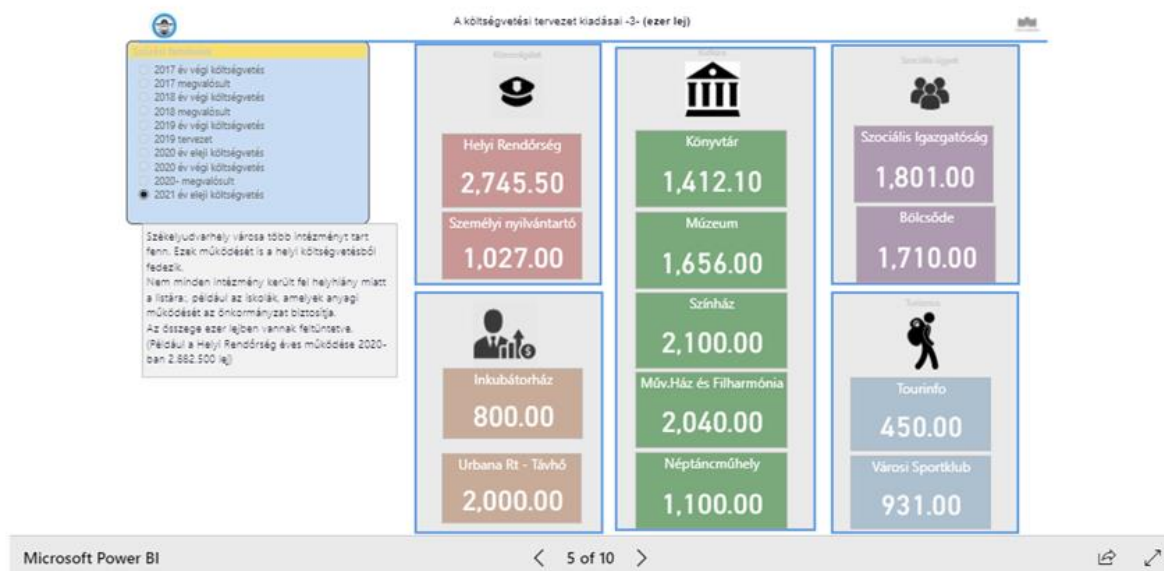 A költségvetési tervezet kiadásai -3- (ezer lej)
2017 év végi költségvetés
2017 megvalósult
2018 év végi költségvetés
2018 megvalósult
2019 év végi költségvetés
2019 tervezet
2020 év eleji költségvetés
2020 év végi költségvetés
2020- megvalósult
2021 év eleji költségvetés
Székelyudvarhely városa több intézményt tart
fenn. Ezek működését is a helyi költségvetésből
fedezik.
Nem minden intézmény került fel helyhiány miatt
a listára:, például az iskolák, amelyek anyagi
működését az önkormányzat biztosítja.
Az összege ezer lejben vannak feltüntetve.
(Például a Helyi Rendőrség éves működése 2020-
ban 2.662.500 lej)
Helyi Rendőrség
2,745.50
Személyi nyilvántartó
1,027.00
Inkubátorház
800.00
Urbana Rt - Távhő
2,000.00
Kultúra
Könyvtár
1,412.10
Múzeum
1,656.00
Színház
2,100.00
Műv.Ház és Filharmónia
2,040.00
Néptáncműhely
1,100.00
Szociális Igazgatóság
1,801.00
Bölcsőde
1,710.00
Turizmus
Tourinfo
450.00
Városi Sportklub
931.00
Microsoft Power BI
5 of 10